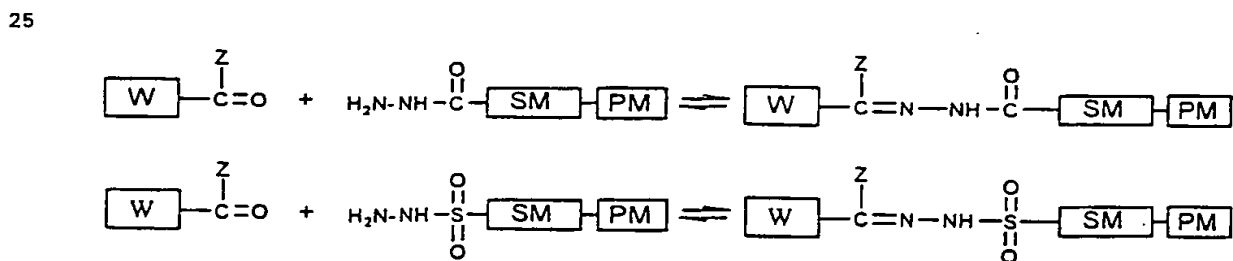 25
Z O Z O
W C=O + H₂N-NH-C SM PM ⇌ W C=N-NH-C SM PM
Z O O Z O O
W C=O + H₂N-NH-S SM PM ⇌ W C=N-NH-S SM PM